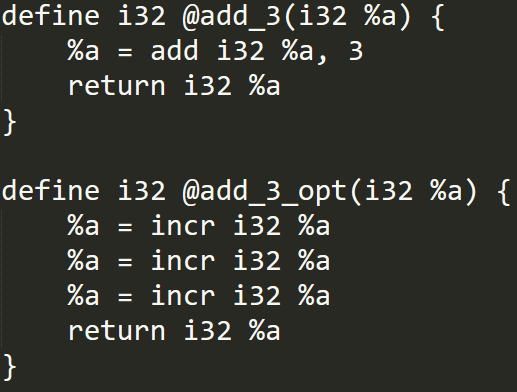 define i32 @add_3(i32 %a) {
    %a = add i32 %a, 3
    return i32 %a
}

define i32 @add_3_opt(i32 %a) {
    %a = incr i32 %a
    %a = incr i32 %a
    %a = incr i32 %a
    return i32 %a
}